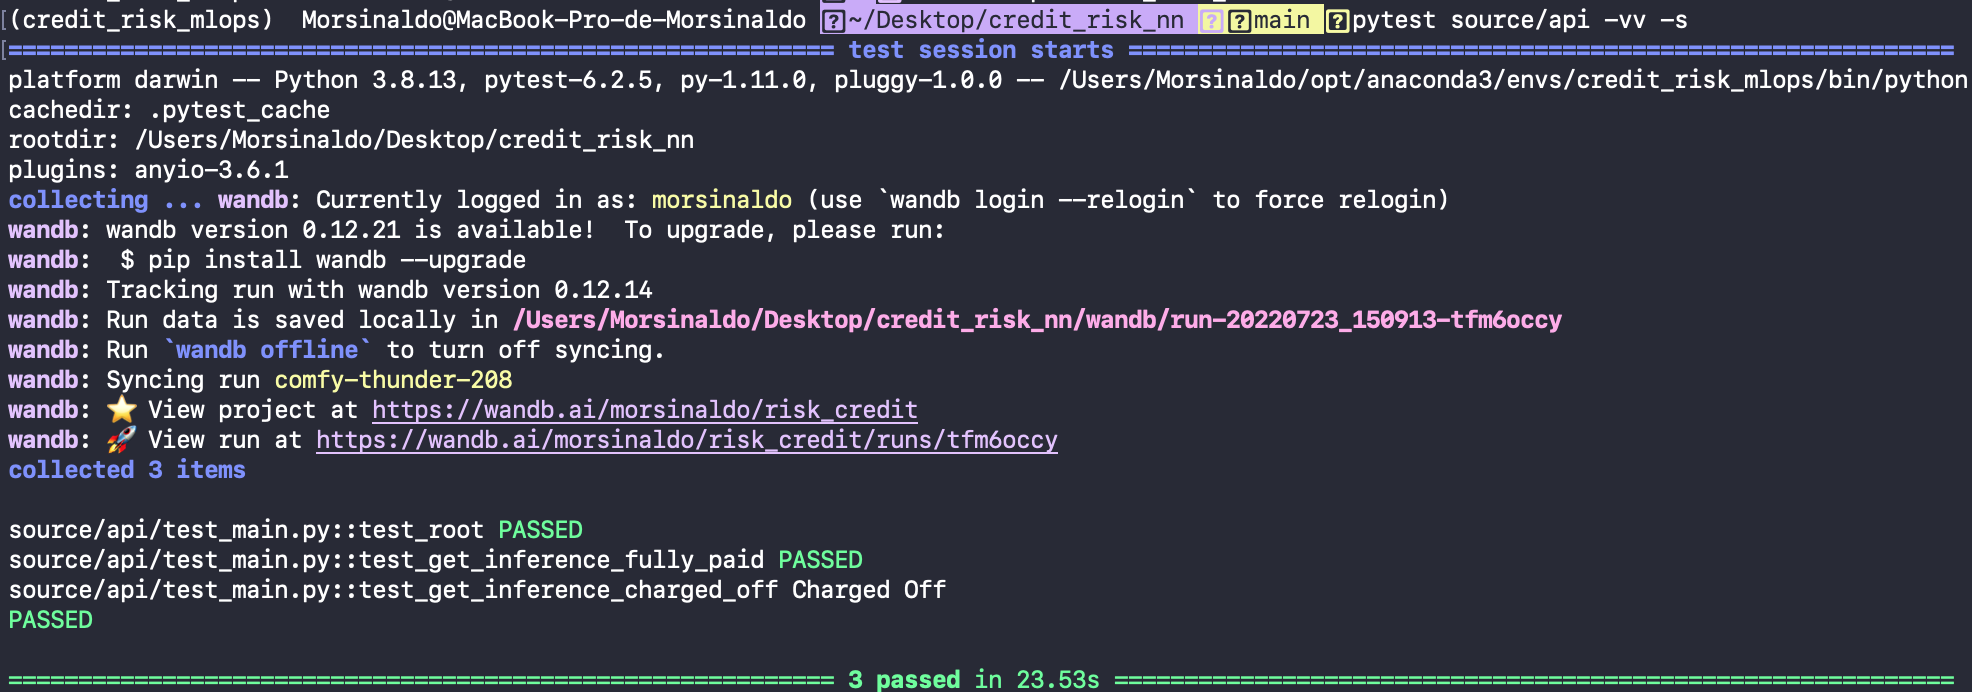 (credit_risk_mlops)  Morsinaldo@MacBook-Pro-de-Morsinaldo ~/Desktop/credit_risk_nn main pytest source/api -vv -s
=========================================================== test session starts ===========================================================
platform darwin -- Python 3.8.13, pytest-6.2.5, py-1.11.0, pluggy-1.0.0 -- /Users/Morsinaldo/opt/anaconda3/envs/credit_risk_mlops/bin/python
cachedir: .pytest_cache
rootdir: /Users/Morsinaldo/Desktop/credit_risk_nn
plugins: anyio-3.6.1
collecting ... wandb: Currently logged in as: morsinaldo (use `wandb login --relogin` to force relogin)
wandb: wandb version 0.12.21 is available!  To upgrade, please run:
wandb:  $ pip install wandb --upgrade
wandb: Tracking run with wandb version 0.12.14
wandb: Run data is saved locally in /Users/Morsinaldo/Desktop/credit_risk_nn/wandb/run-20220723_150913-tfm6occy
wandb: Run `wandb offline` to turn off syncing.
wandb: Syncing run comfy-thunder-208
wandb: ⭐ View project at https://wandb.ai/morsinaldo/risk_credit
wandb: 🚀 View run at https://wandb.ai/morsinaldo/risk_credit/runs/tfm6occy
collected 3 items
source/api/test_main.py::test_root PASSED
source/api/test_main.py::test_get_inference_fully_paid PASSED
source/api/test_main.py::test_get_inference_charged_off Charged Off
PASSED
=========================================================== 3 passed in 23.53s ============================================================